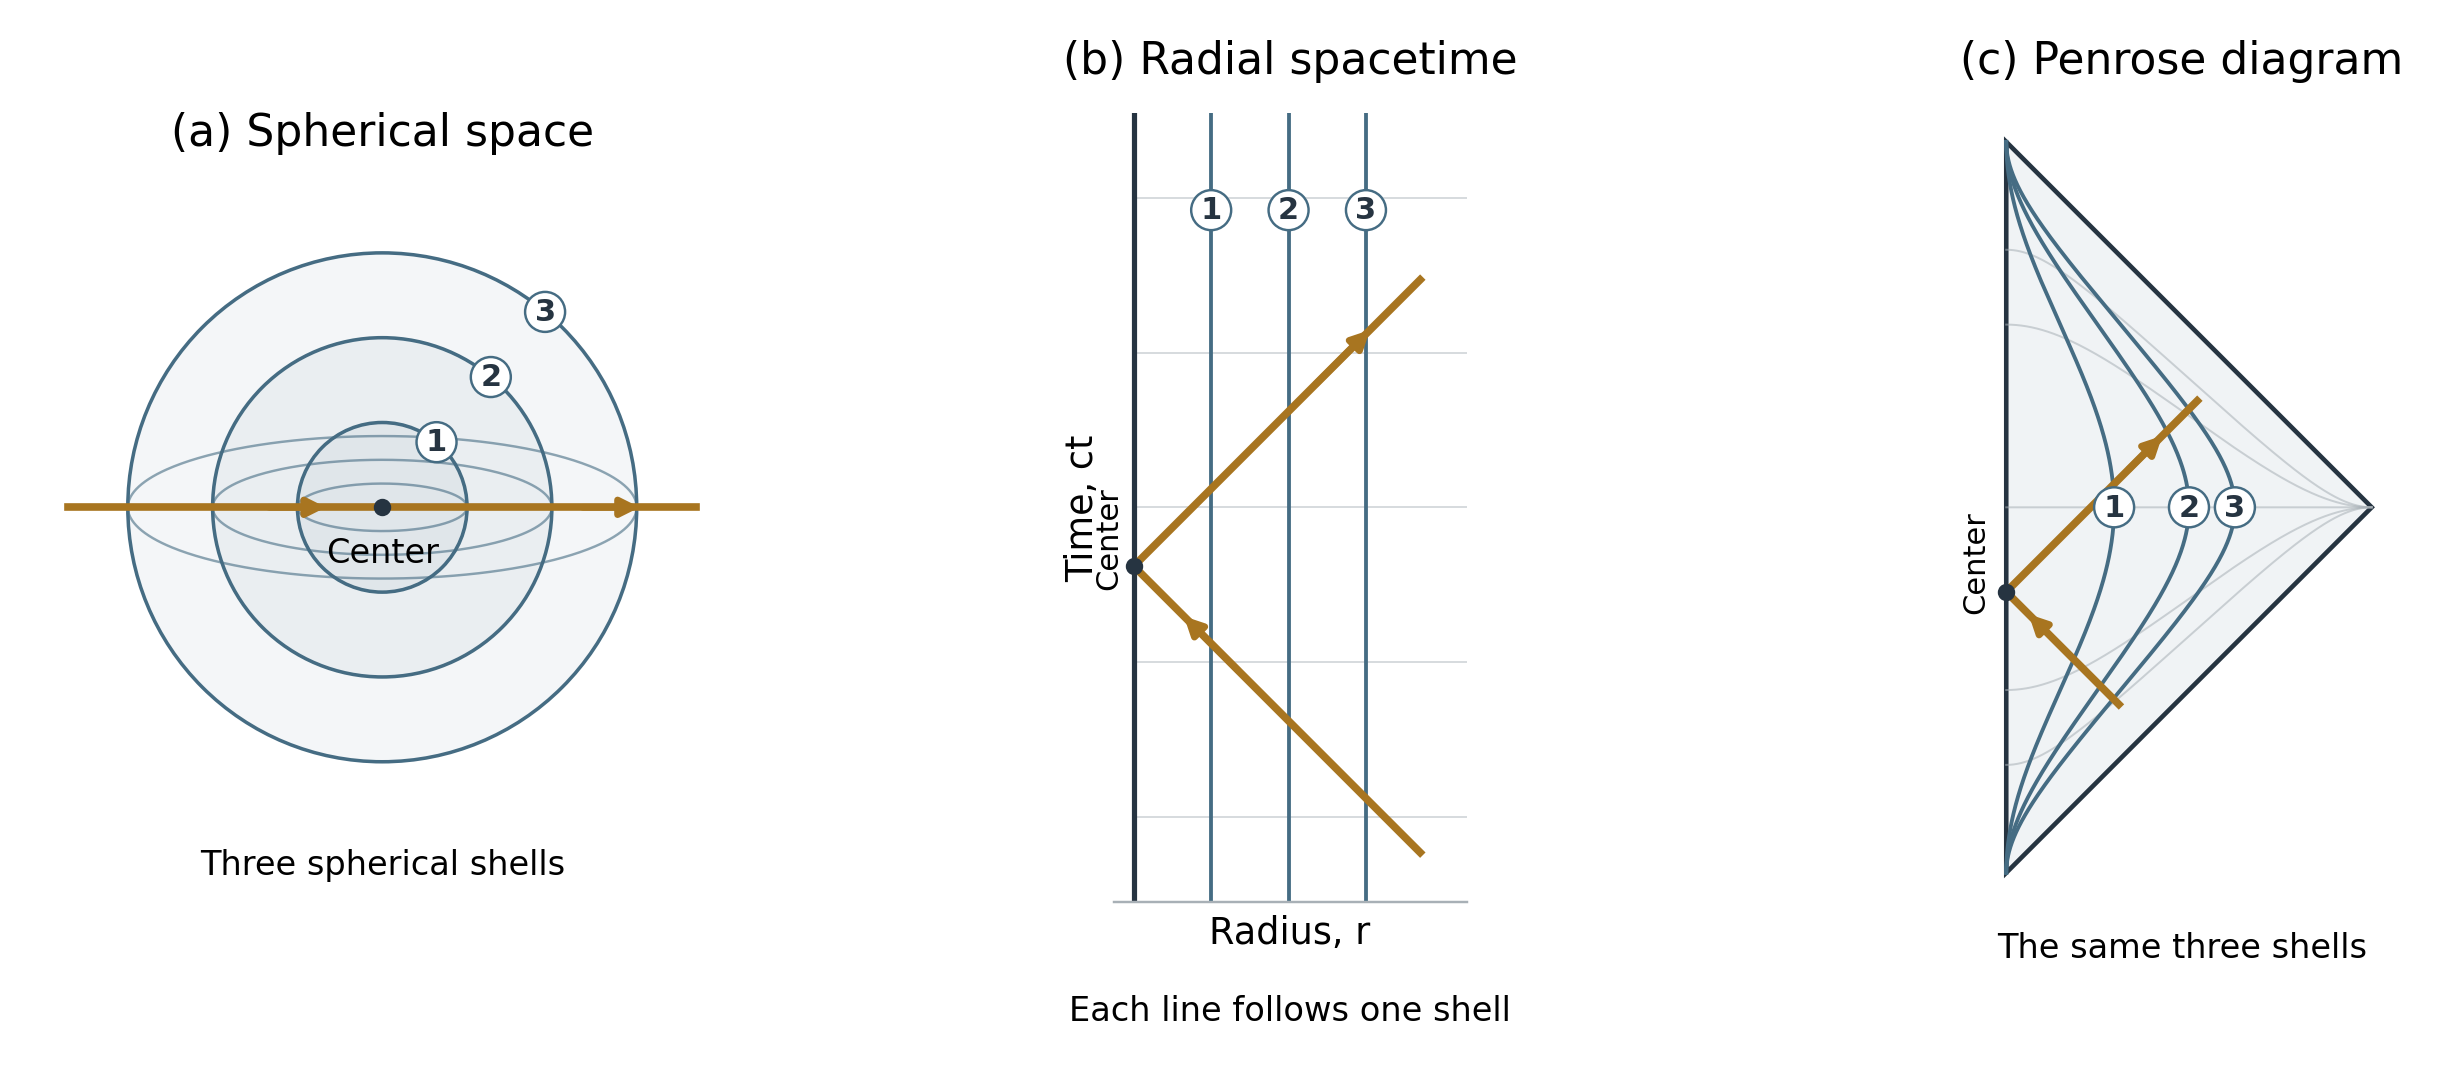 (a) Spherical space
3
2
1
Center
Three spherical shells
(b) Radial spacetime
1
2
3
Time, ct
Center
Radius, r
Each line follows one shell
(c) Penrose diagram
1
2
3
Center
The same three shells